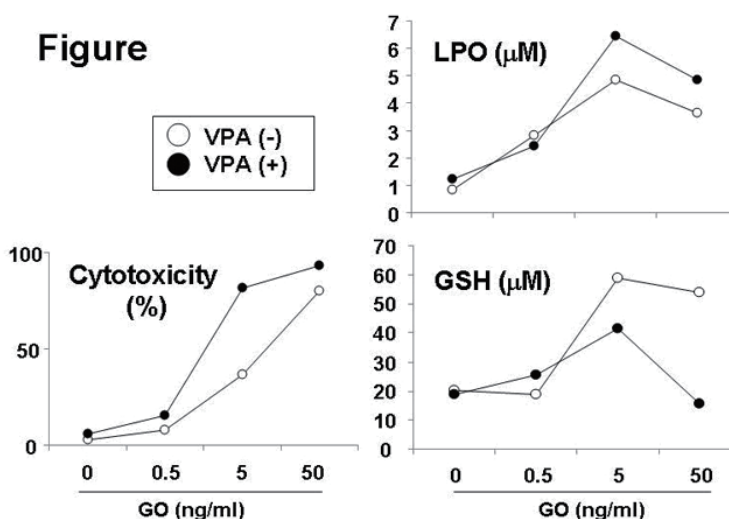 Figure
VPA (-)
VPA (+)
LPO (μM)
7
6
5
4
3
2
1
0
Cytotoxicity
(%)
100
50
0
0 0.5 5 50
GO (ng/ml)
GSH (μM)
70
60
50
40
30
20
10
0
0 0.5 5 50
GO (ng/ml)